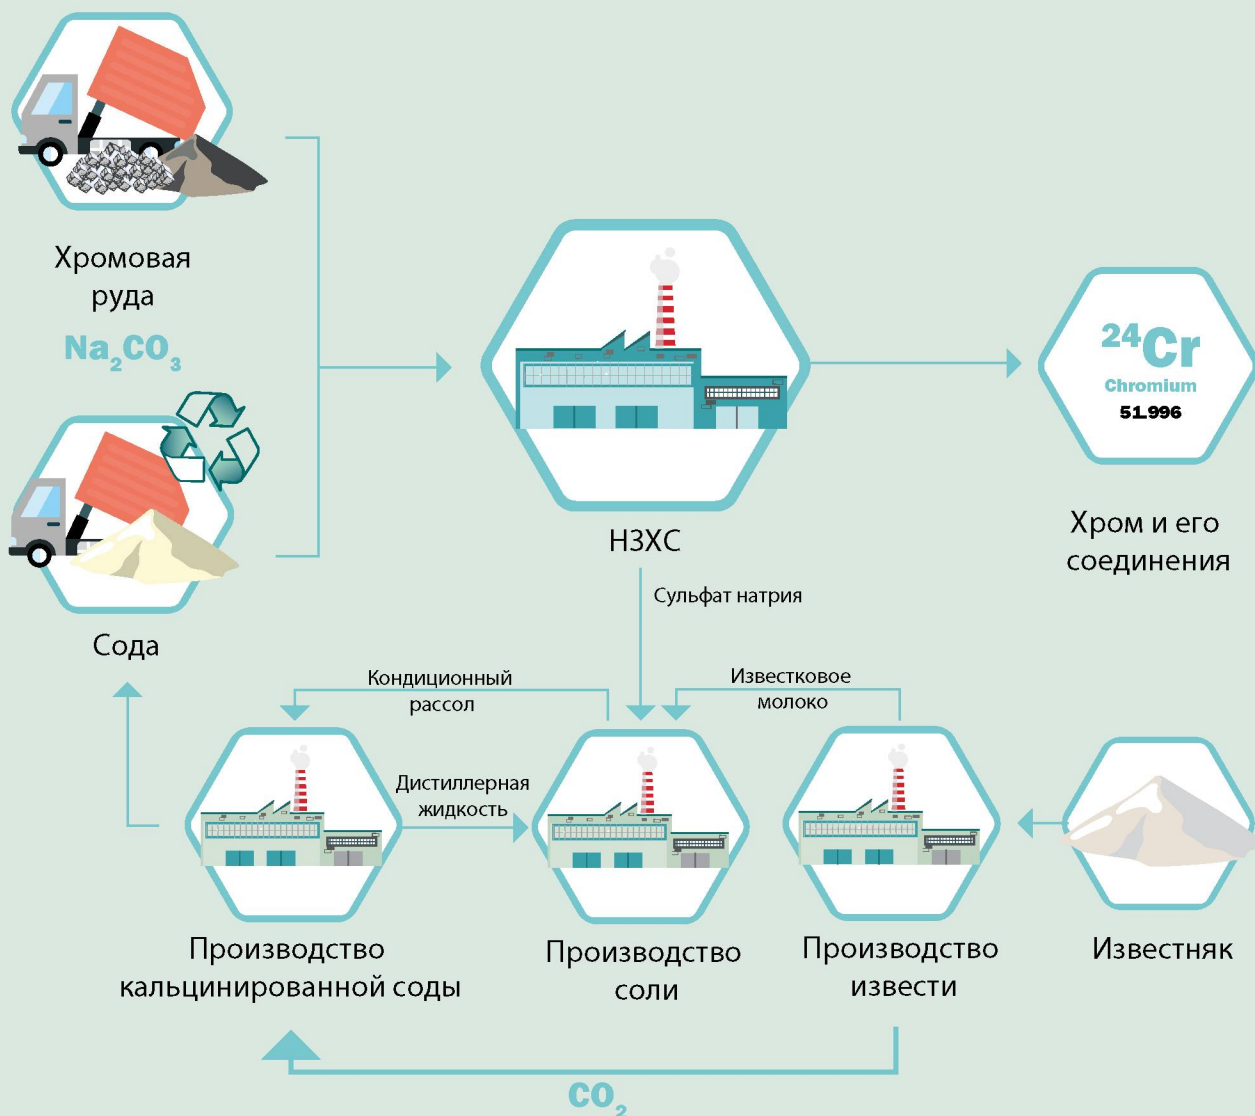 Хромовая
руда
Na₂CO₃
Сода
НЗХС
²⁴Cr
Chromium
51.996
Хром и его
соединения
Сульфат натрия
Кондиционный
рассол
Известковое
молоко
Дистиллерная
жидкость
Производство
кальцинированной соды
Производство
соли
Производство
извести
Известняк
CO₂